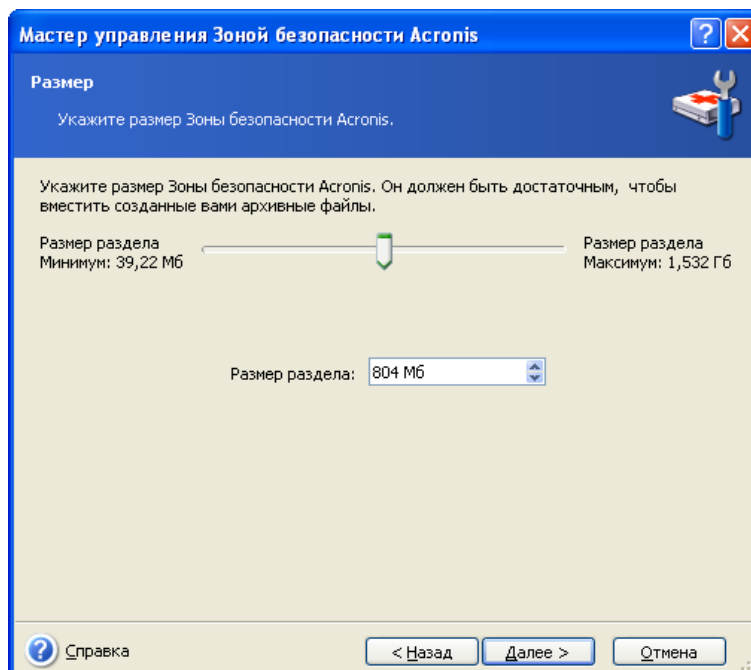 Мастер управления Зоной безопасности Acronis
Размер
Укажите размер Зоны безопасности Acronis.
Укажите размер Зоны безопасности Acronis. Он должен быть достаточным, чтобы
вместить созданные вами архивные файлы.
Размер раздела
Минимум: 39,22 Мб
Размер раздела
Максимум: 1,532 Гб
Размер раздела: 804 Мб
Справка
< Назад
Далее >
Отмена